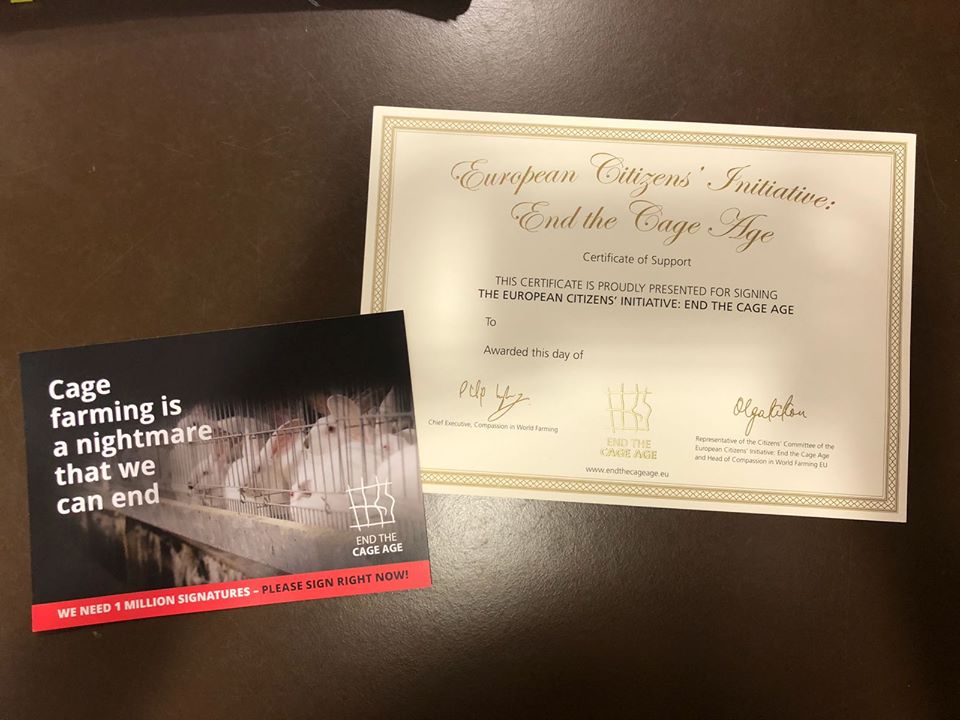 European Citizens' Initiative:
End the Cage Age
Certificate of Support
THIS CERTIFICATE IS PROUDLY PRESENTED FOR SIGNING
THE EUROPEAN CITIZENS' INITIATIVE: END THE CAGE AGE
To
Awarded this day of
Chief Executive, Compassion in World Farming
END THE
CAGE AGE
www.endthecageage.eu
Representative of the Citizens' Committee of the
European Citizens' Initiative: End the Cage Age
and Head of Compassion in World Farming EU
Cage
farming is
a nightmare
that we
can end
END THE
CAGE AGE
WE NEED 1 MILLION SIGNATURES – PLEASE SIGN RIGHT NOW!